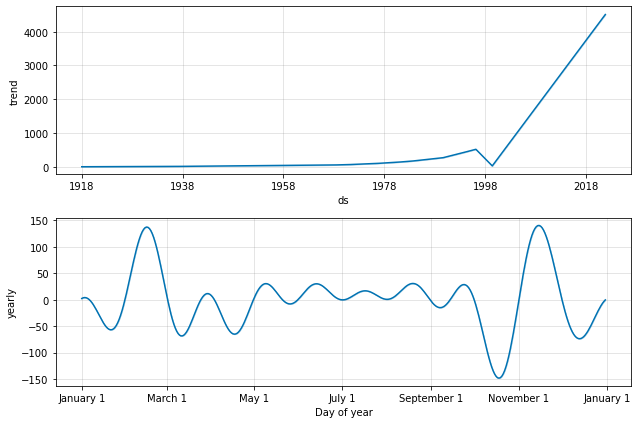 trend
4000
3000
2000
1000
0
1918 1938 1958 1978 1998 2018
ds
yearly
150
100
50
0
−50
−100
−150
January 1 March 1 May 1 July 1 September 1 November 1 January 1
Day of year